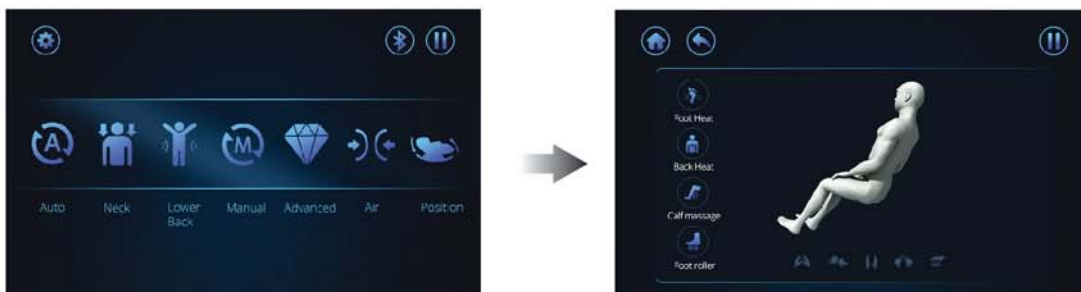 Auto
Neck
Lower
Back
Manual
Advanced
Air
Position
Foot Heat
Back Heat
Calf massage
Foot roller